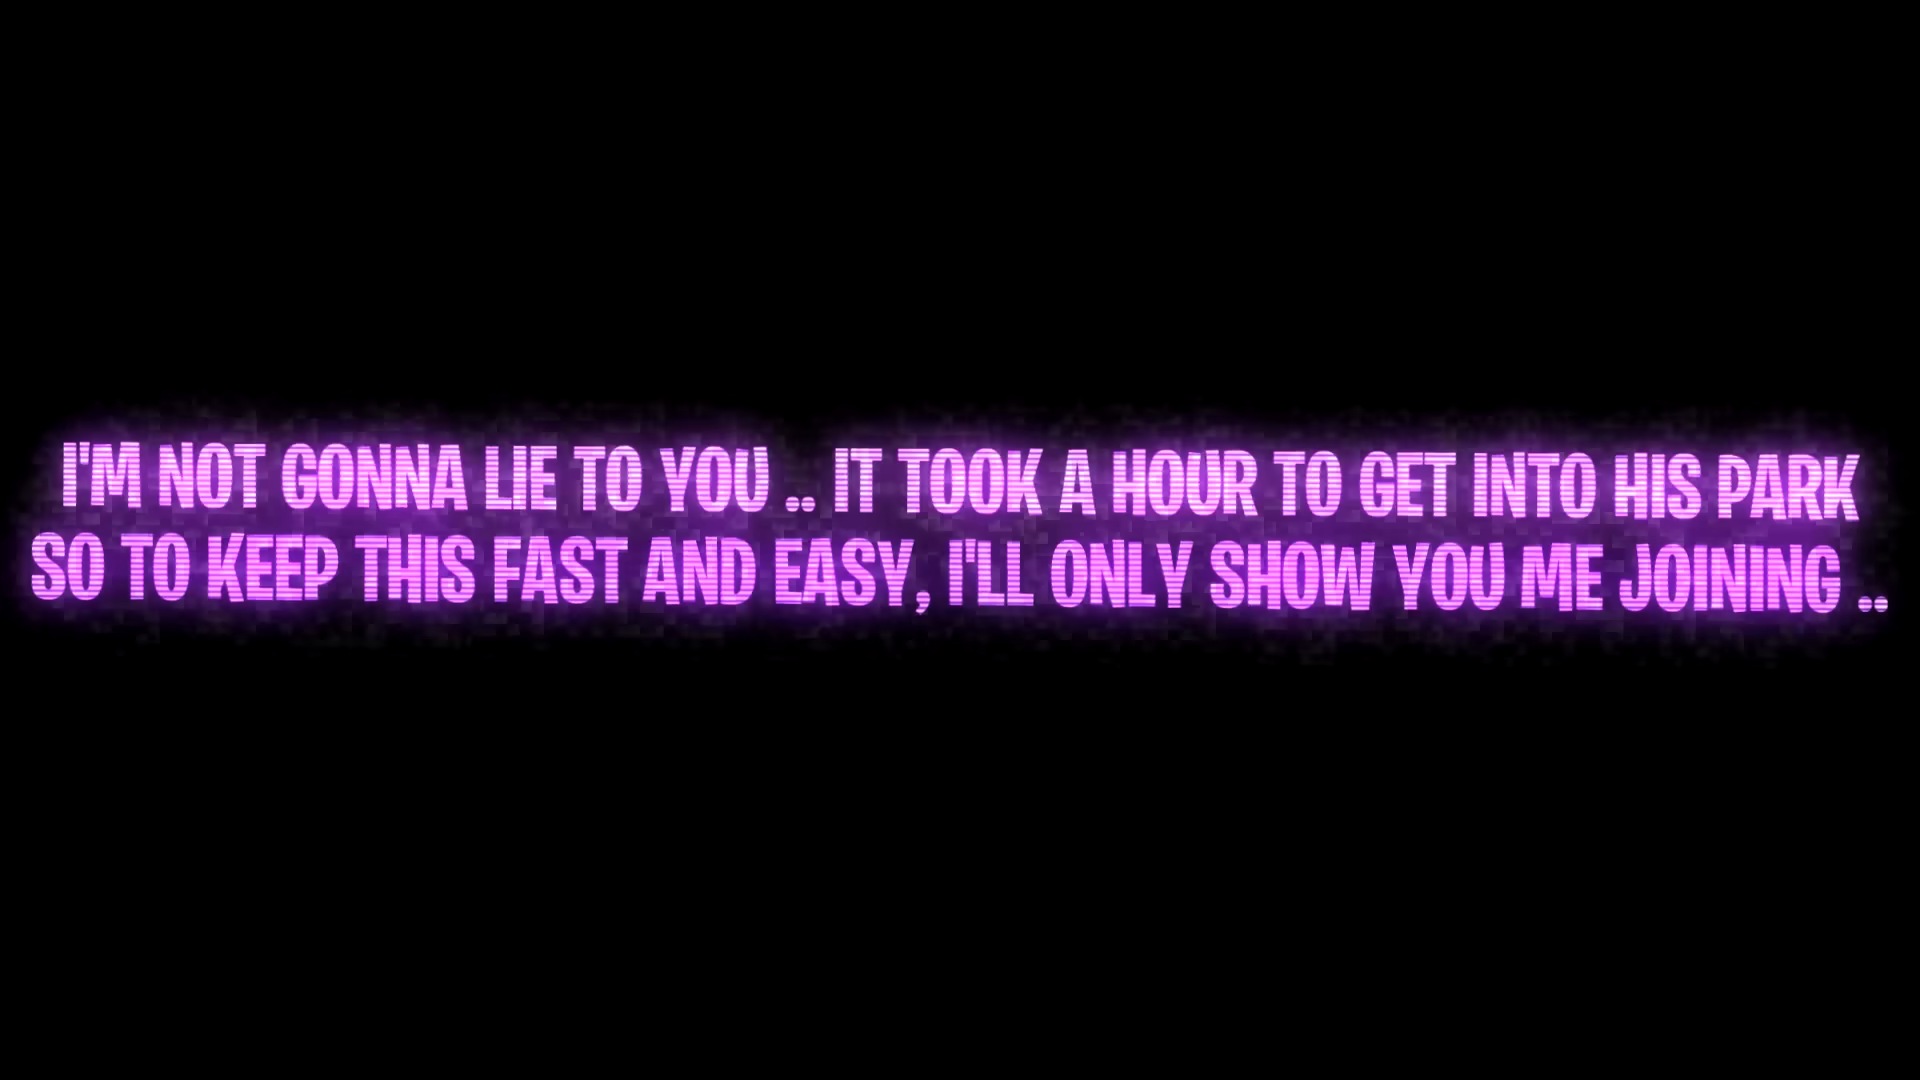 I'M NOT GONNA LIE TO YOU .. IT TOOK A HOUR TO GET INTO HIS PARK
SO TO KEEP THIS FAST AND EASY, I'LL ONLY SHOW YOU ME JOINING ..